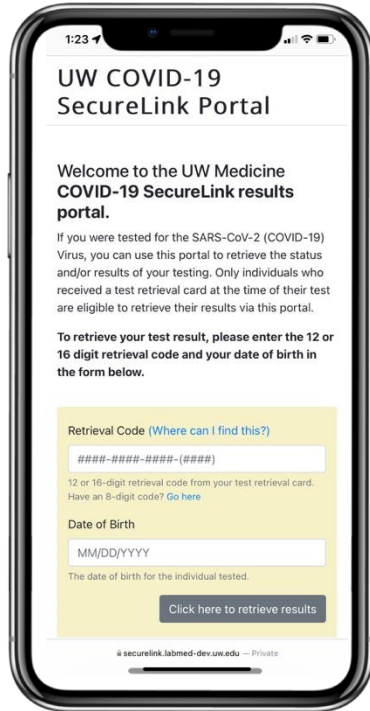 1:23
UW COVID-19
SecureLink Portal
Welcome to the UW Medicine
COVID-19 SecureLink results
portal.
If you were tested for the SARS-CoV-2 (COVID-19)
Virus, you can use this portal to retrieve the status
and/or results of your testing. Only individuals who
received a test retrieval card at the time of their test
are eligible to retrieve their results via this portal.
To retrieve your test result, please enter the 12 or
16 digit retrieval code and your date of birth in
the form below.
Retrieval Code (Where can I find this?)
####-####-####-(####)
12 or 16-digit retrieval code from your test retrieval card.
Have an 8-digit code? Go here
Date of Birth
MM/DD/YYYY
The date of birth for the individual tested.
Click here to retrieve results
securelink.labmed-dev.uw.edu — Private